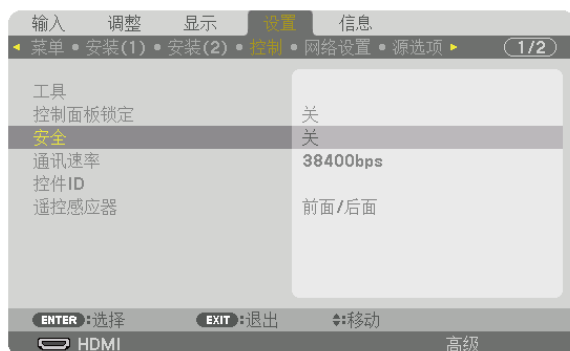 输入 调整 显示 设置 信息
◂ 菜单 • 安装(1) • 安装(2) • 控制 • 网络设置 • 源选项 ▸ 1/2
工具
控制面板锁定 关
安全 关
通讯速率 38400bps
控件ID
遥控感应器 前面/后面
ENTER:选择 EXIT:退出 ♦:移动
HDMI 高级